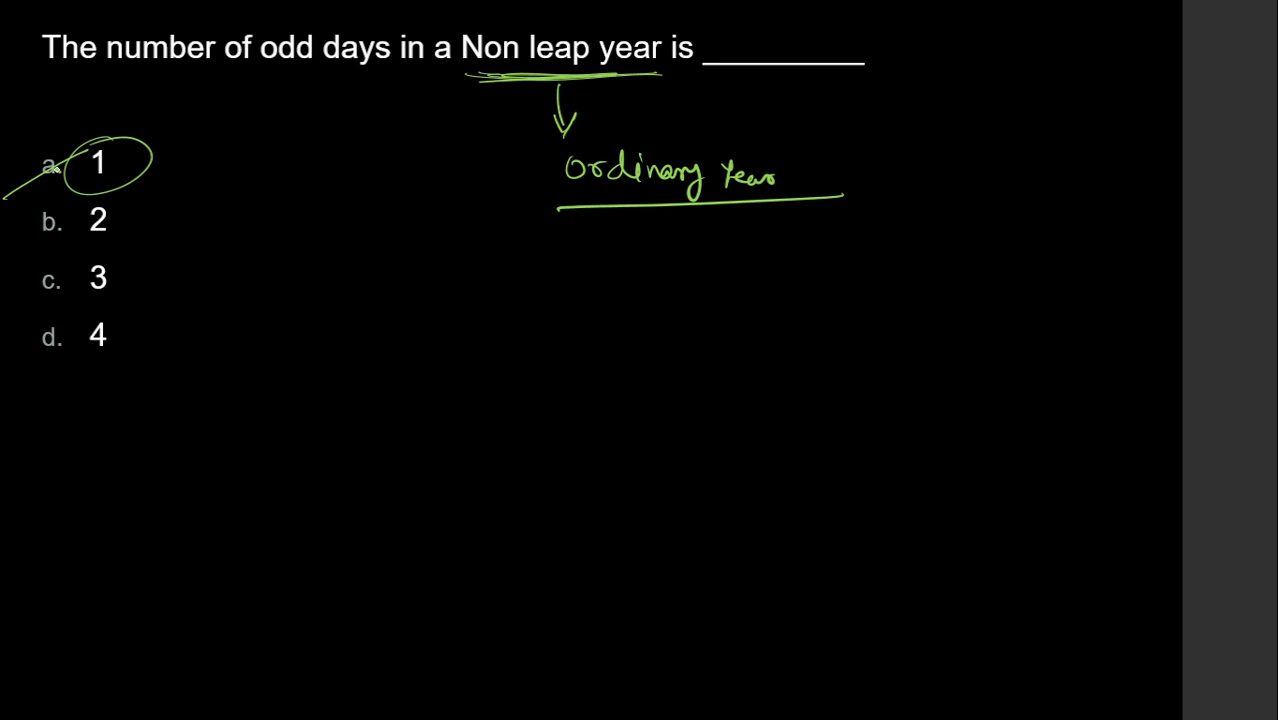 The number of odd days in a Non leap year is __________
ordinary Year
a. 1
b. 2
c. 3
d. 4